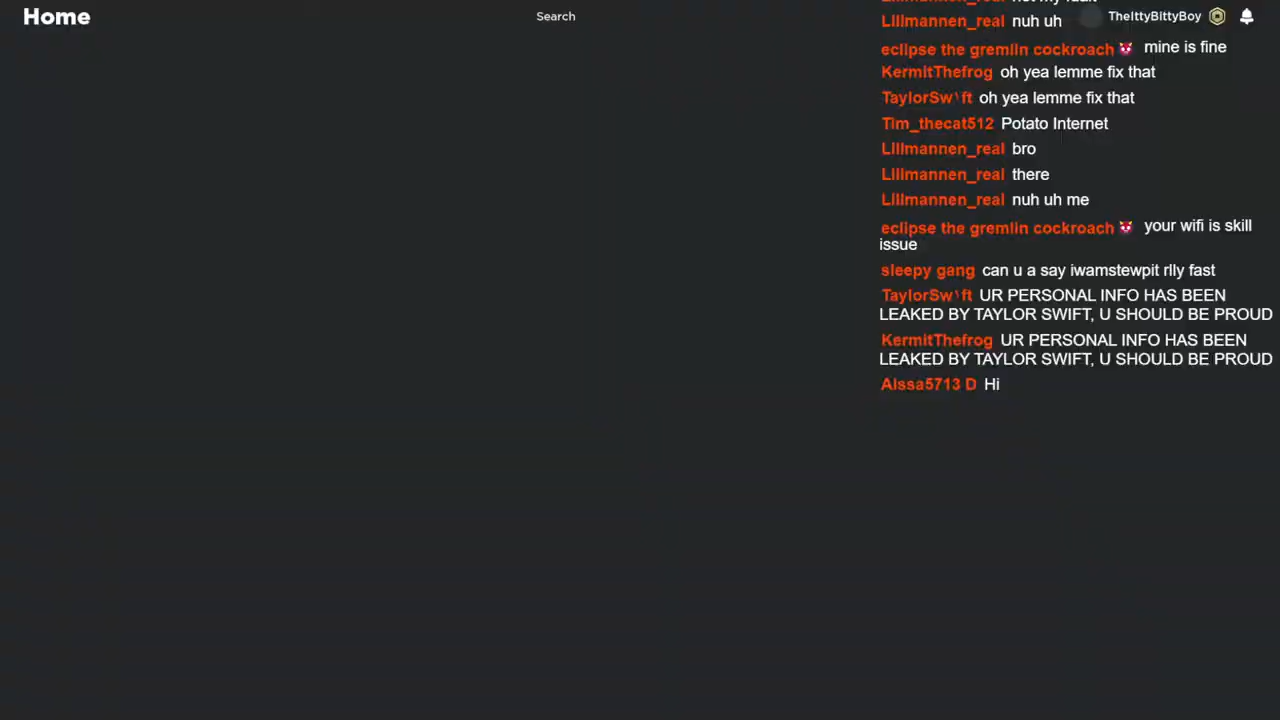 Home
Search
TheIttyBittyBoy
Lillmannen_real nuh uh
eclipse the gremlin cockroach mine is fine
KermitThefrog oh yea lemme fix that
TaylorSw\ft oh yea lemme fix that
Tim_thecat512 Potato Internet
Lillmannen_real bro
Lillmannen_real there
Lillmannen_real nuh uh me
eclipse the gremlin cockroach your wifi is skill
issue
sleepy gang can u a say iwamstewpit rlly fast
TaylorSw\ft UR PERSONAL INFO HAS BEEN
LEAKED BY TAYLOR SWIFT, U SHOULD BE PROUD
KermitThefrog UR PERSONAL INFO HAS BEEN
LEAKED BY TAYLOR SWIFT, U SHOULD BE PROUD
Alssa5713 D Hi